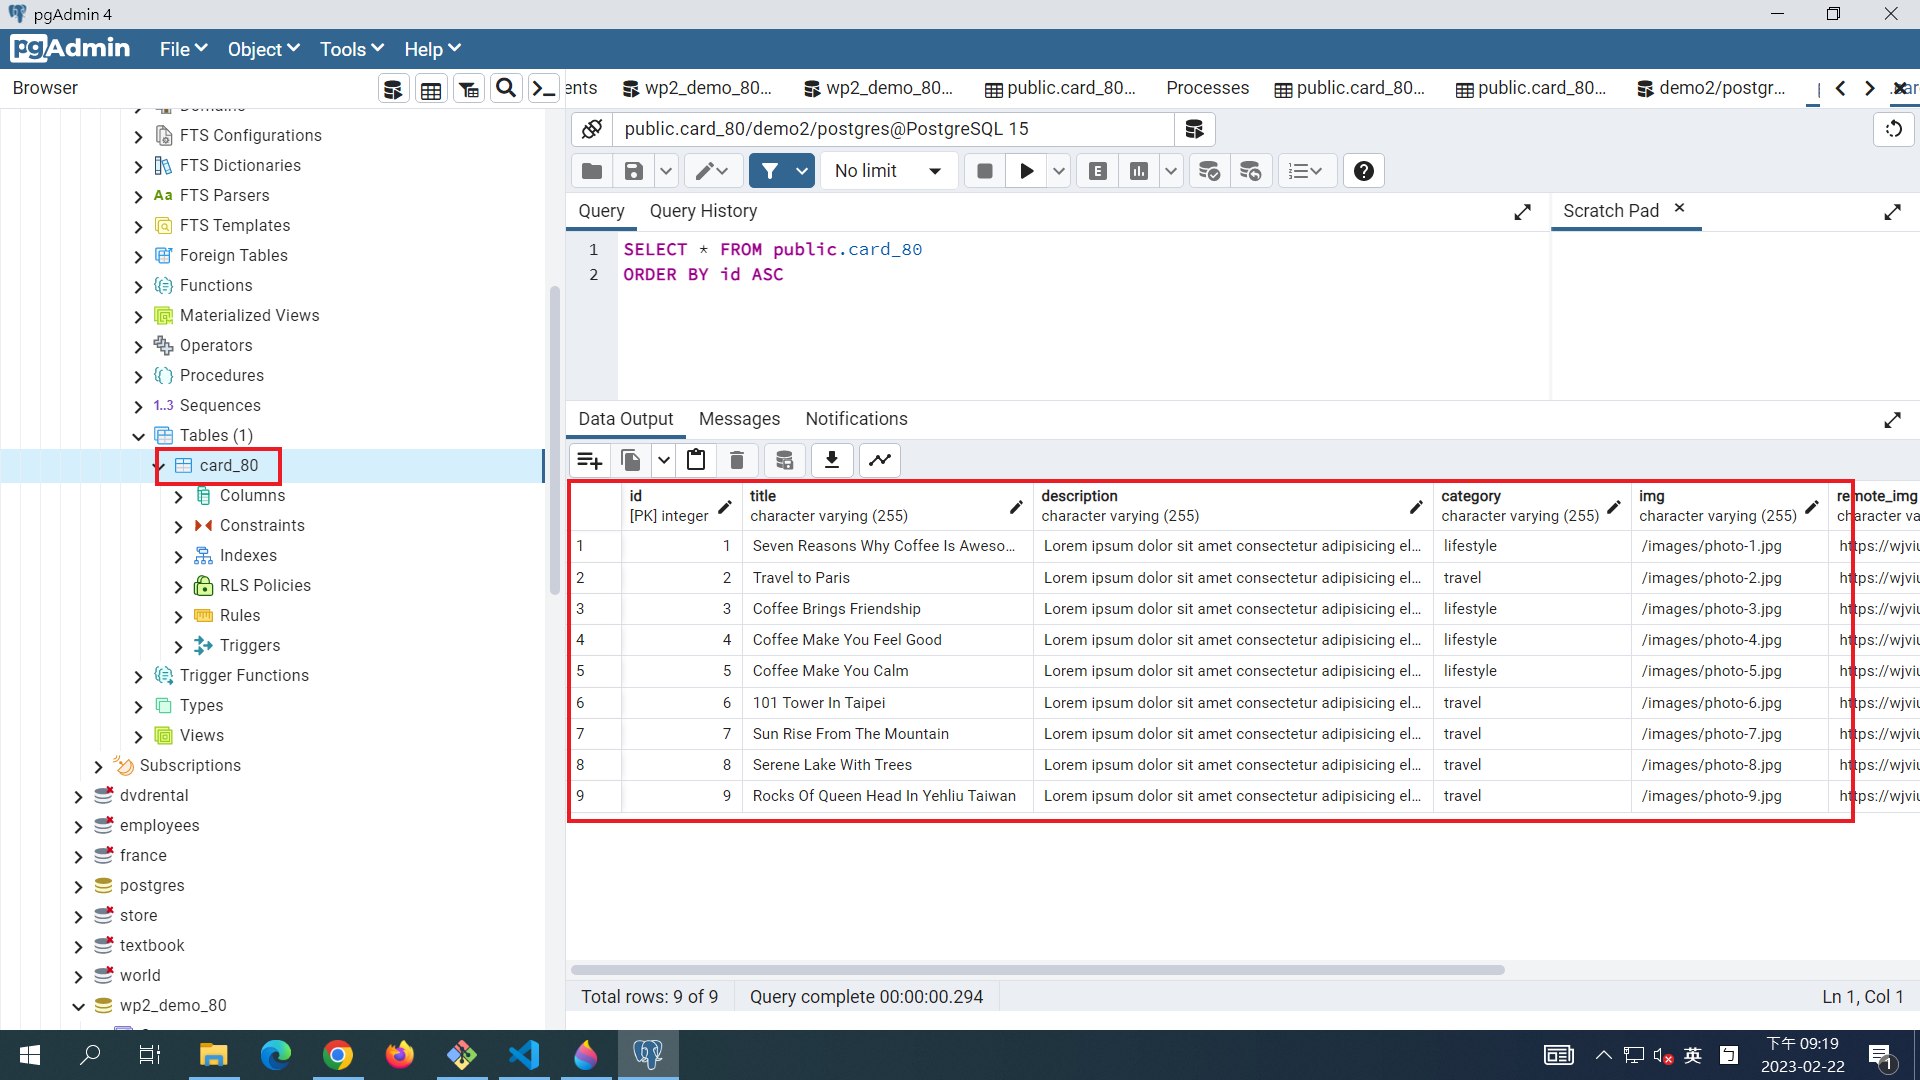 pgAdmin 4
pgAdmin File Object Tools Help
Browser
ents wp2_demo_80... wp2_demo_80... public.card_80... Processes public.card_80... public.card_80... demo2/postgr...
public.card_80/demo2/postgres@PostgreSQL 15
No limit
Query Query History Scratch Pad
1 SELECT * FROM public.card_80
2 ORDER BY id ASC
FTS Configurations
FTS Dictionaries
Aa FTS Parsers
FTS Templates
Foreign Tables
Functions
Materialized Views
Operators
Procedures
1..3 Sequences
Tables (1)
card_80
Columns
Constraints
Indexes
RLS Policies
Rules
Triggers
Trigger Functions
Types
Views
Subscriptions
dvdrental
employees
france
postgres
store
textbook
world
wp2_demo_80
Data Output Messages Notifications
id title description category img remote_img
[PK] integer character varying (255) character varying (255) character varying (255) character varying (255) character va
1 1 Seven Reasons Why Coffee Is Aweso... Lorem ipsum dolor sit amet consectetur adipisicing el... lifestyle /images/photo-1.jpg https://wjviu
2 2 Travel to Paris Lorem ipsum dolor sit amet consectetur adipisicing el... travel /images/photo-2.jpg https://wjviu
3 3 Coffee Brings Friendship Lorem ipsum dolor sit amet consectetur adipisicing el... lifestyle /images/photo-3.jpg https://wjviu
4 4 Coffee Make You Feel Good Lorem ipsum dolor sit amet consectetur adipisicing el... lifestyle /images/photo-4.jpg https://wjviu
5 5 Coffee Make You Calm Lorem ipsum dolor sit amet consectetur adipisicing el... lifestyle /images/photo-5.jpg https://wjviu
6 6 101 Tower In Taipei Lorem ipsum dolor sit amet consectetur adipisicing el... travel /images/photo-6.jpg https://wjviu
7 7 Sun Rise From The Mountain Lorem ipsum dolor sit amet consectetur adipisicing el... travel /images/photo-7.jpg https://wjviu
8 8 Serene Lake With Trees Lorem ipsum dolor sit amet consectetur adipisicing el... travel /images/photo-8.jpg https://wjviu
9 9 Rocks Of Queen Head In Yehliu Taiwan Lorem ipsum dolor sit amet consectetur adipisicing el... travel /images/photo-9.jpg https://wjviu
Total rows: 9 of 9 Query complete 00:00:00.294 Ln 1, Col 1
英 下午 09:19
2023-02-22 1